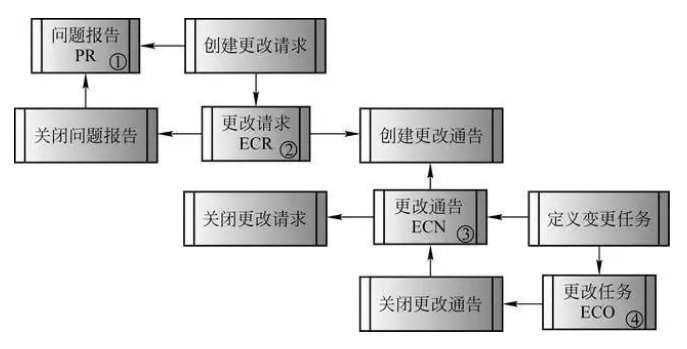 问题报告
PR ①
创建更改请求
关闭问题报告
更改请求
ECR ②
创建更改通告
关闭更改请求
更改通告
ECN ③
定义变更任务
关闭更改通告
更改任务
ECO ④